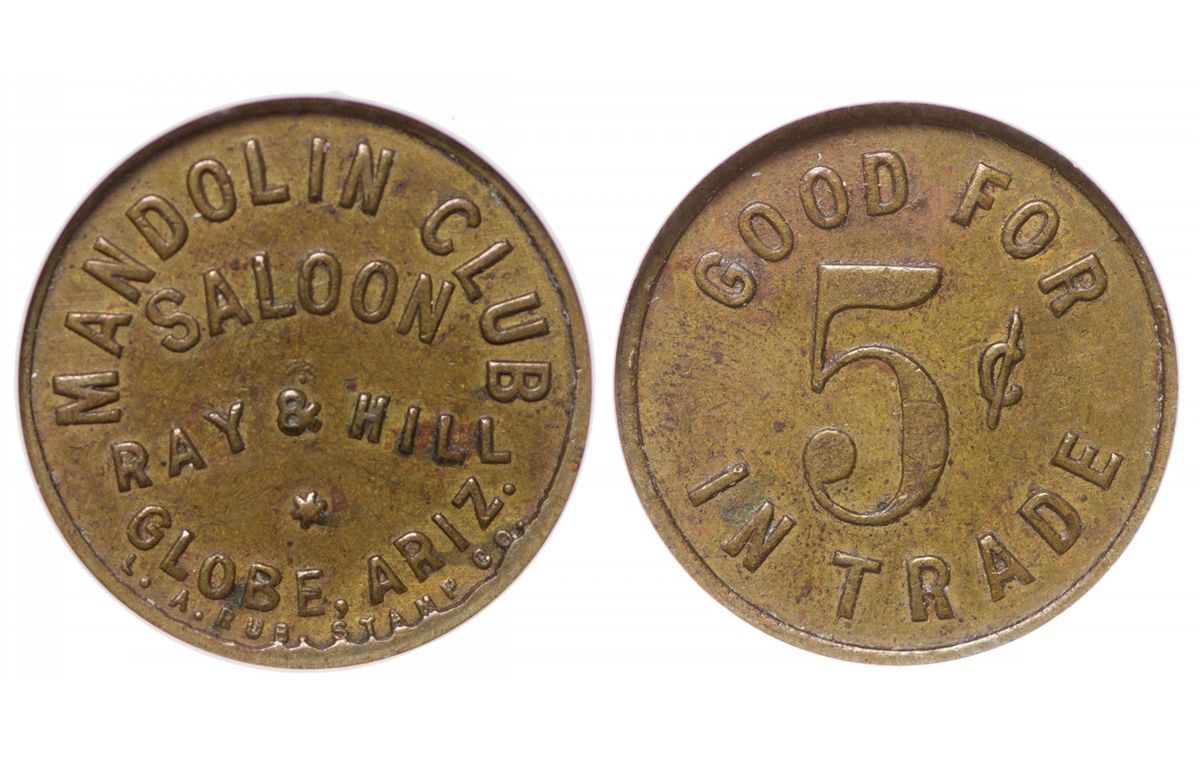 MANDOLIN CLUB
SALOON
RAY & HILL
GLOBE, ARIZ.
L. A. RUB. STAMP CO.
GOOD FOR
5¢
IN TRADE